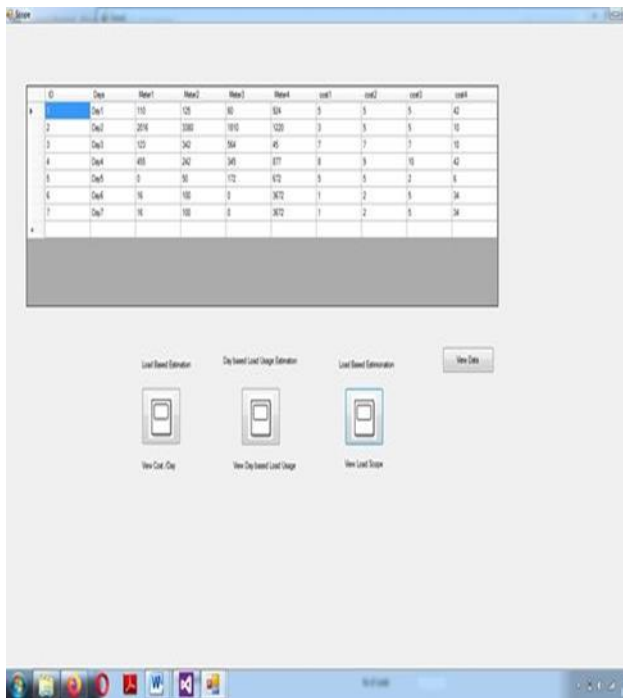 Scope
ID Days Meter1 Meter2 Meter3 Meter4 cost1 cost2 cost3 cost4
1 Day1 110 125 80 924 5 5 5 42
2 Day2 2016 3380 1810 1220 3 5 5 10
3 Day3 123 342 564 45 7 7 7 10
4 Day4 455 242 345 877 8 9 10 42
5 Day5 0 50 172 672 5 5 2 6
6 Day6 16 100 0 3672 1 2 5 34
7 Day7 16 100 0 3672 1 2 5 34
Load Based Estimation Day based Load Usage Estimation Load Based Estimonation View Data
View Cost /Day View Day based Load Usage View Load Scope